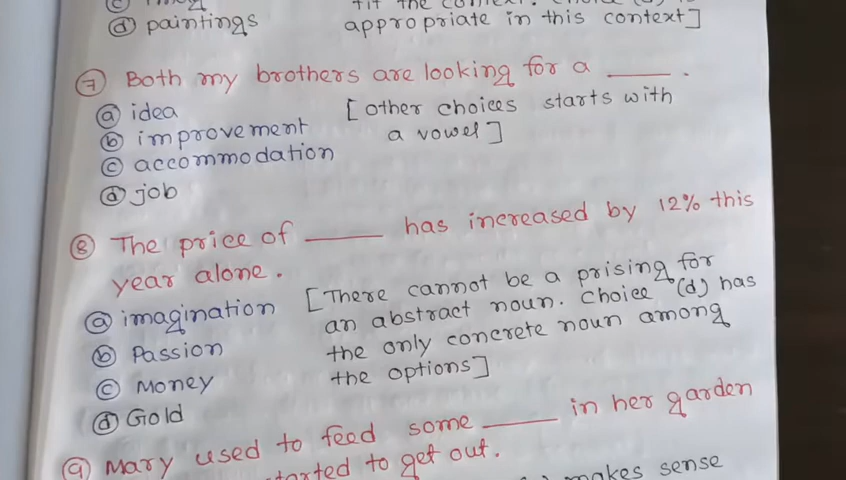 ⓓ paintings
appropriate in this context]
⑦ Both my brothers are looking for a ____ .
ⓐ idea
ⓑ improvement
ⓒ accommodation
ⓓ job
[other choices starts with
a vowel]
⑧ The price of ____ has increased by 12% this
year alone.
ⓐ imagination
ⓑ Passion
ⓒ Money
ⓓ Gold
[There cannot be a prising for
an abstract noun. Choice (d) has
the only concrete noun among
the options]
⑨ Mary used to feed some ____ in her garden
started to get out.
makes sense